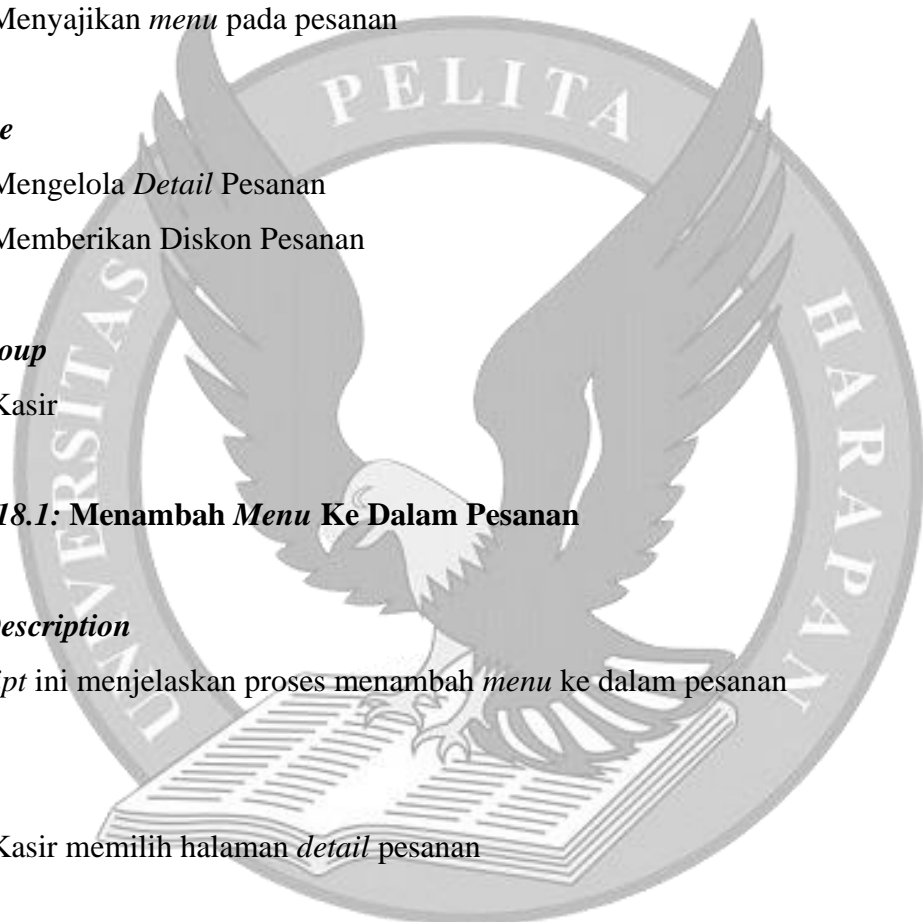 Menyajikan menu pada pesanan
e
Mengelola Detail Pesanan
Memberikan Diskon Pesanan
oup
Kasir
18.1: Menambah Menu Ke Dalam Pesanan
escription
ipt ini menjelaskan proses menambah menu ke dalam pesanan
Kasir memilih halaman detail pesanan
UNIVERSITAS PELITA HARAPAN